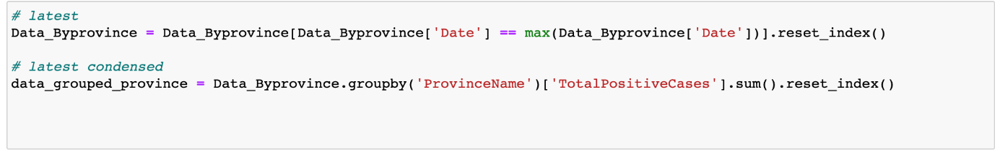 # latest
Data_Byprovince = Data_Byprovince[Data_Byprovince['Date'] == max(Data_Byprovince['Date'])].reset_index()
# latest condensed
data_grouped_province = Data_Byprovince.groupby('ProvinceName')['TotalPositiveCases'].sum().reset_index()